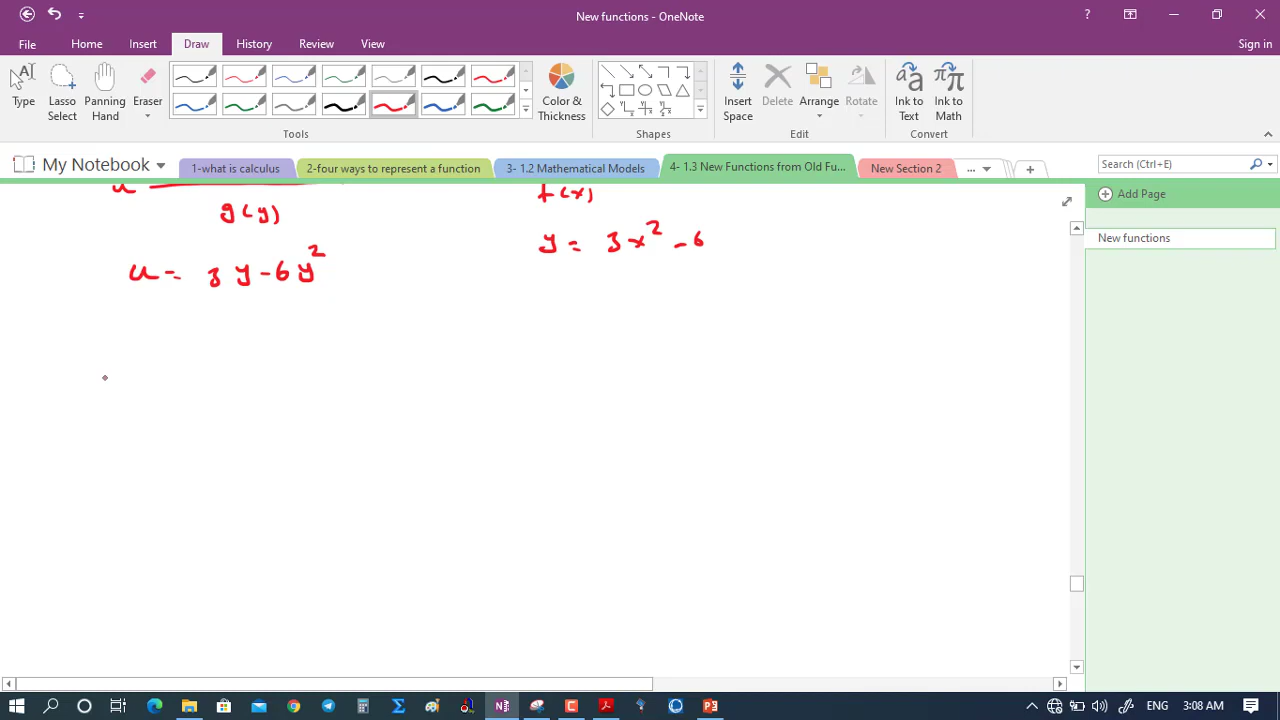 New functions - OneNote
? 
File Home Insert Draw History Review View Sign in
Type
Lasso Select
Panning Hand
Eraser
Color & Thickness
Insert Space
Delete
Arrange
Rotate
Ink to Text
Ink to Math
Tools Shapes Edit Convert
My Notebook 1-what is calculus 2-four ways to represent a function 3- 1.2 Mathematical Models 4- 1.3 New Functions from Old Fu... New Section 2 ... Search (Ctrl+E)
Add Page
New functions
u
g(y)
u = 3y-6y²
f(x)
y = 3x² -6
ENG 3:08 AM